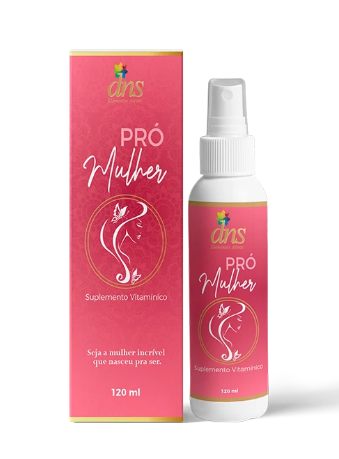 dns
PRÓ
Mulher
Suplemento Vitamínico
Seja a mulher incrível
que nasceu pra ser.
120 ml
dns
PRÓ
Mulher
Suplemento Vitamínico
120 ml